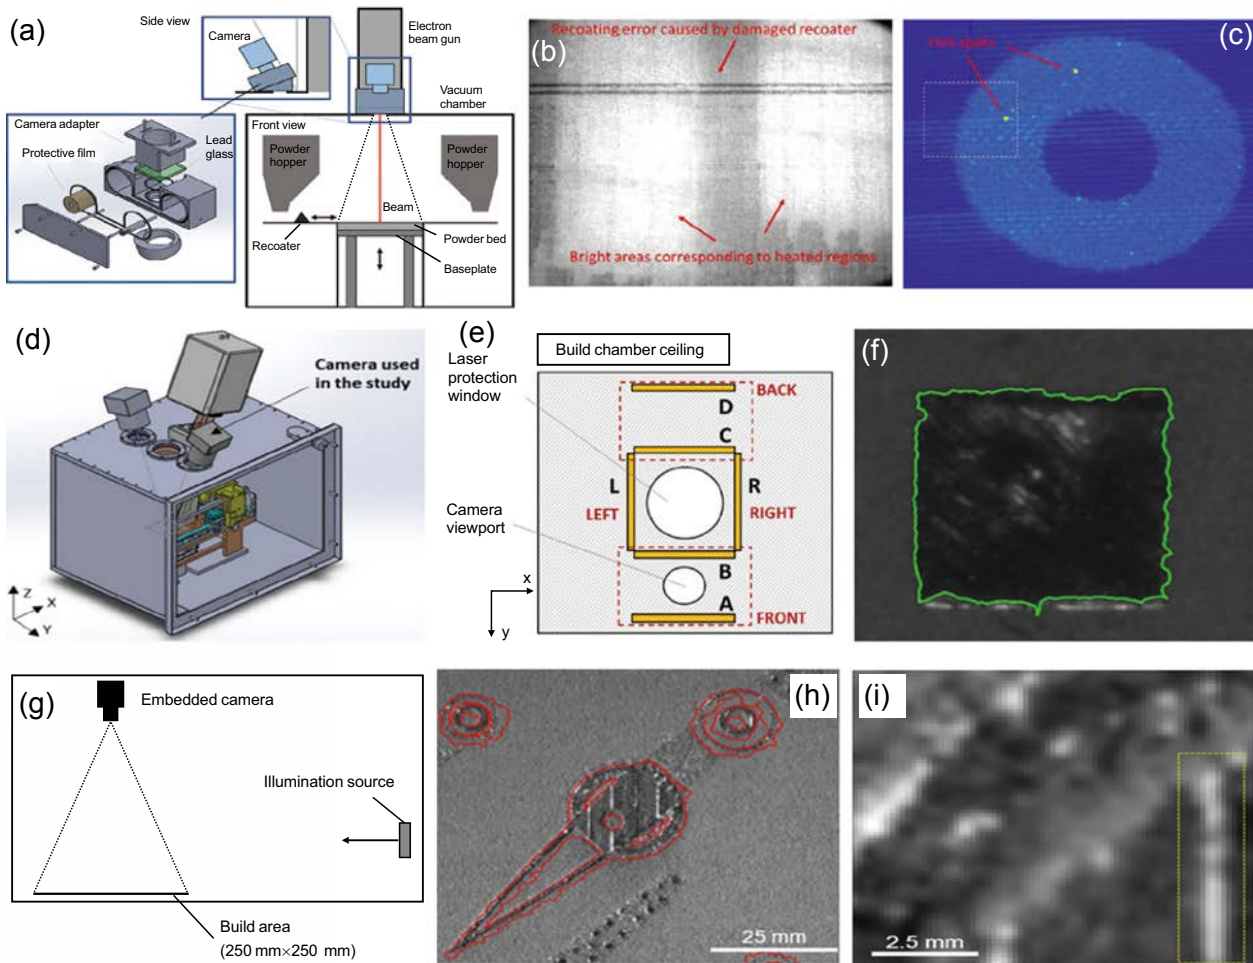 (a)
Side view
Camera
Electron
beam gun
Vacuum
chamber
Camera adapter
Protective film
Lead
glass
Front view
Powder
hopper
Powder
hopper
Beam
Recoater
Powder bed
Baseplate
(b)
Recoating error caused by damaged recoater
Bright areas corresponding to heated regions
(c)
Hot spots
(d)
Camera used
in the study
Z
X
Y
(e)
Build chamber ceiling
Laser
protection
window
Camera
viewport
BACK
D
C
L
R
LEFT
RIGHT
B
A
FRONT
x
y
(f)
(g)
Embedded camera
Illumination source
Build area
(250 mm×250 mm)
(h)
25 mm
(i)
2.5 mm